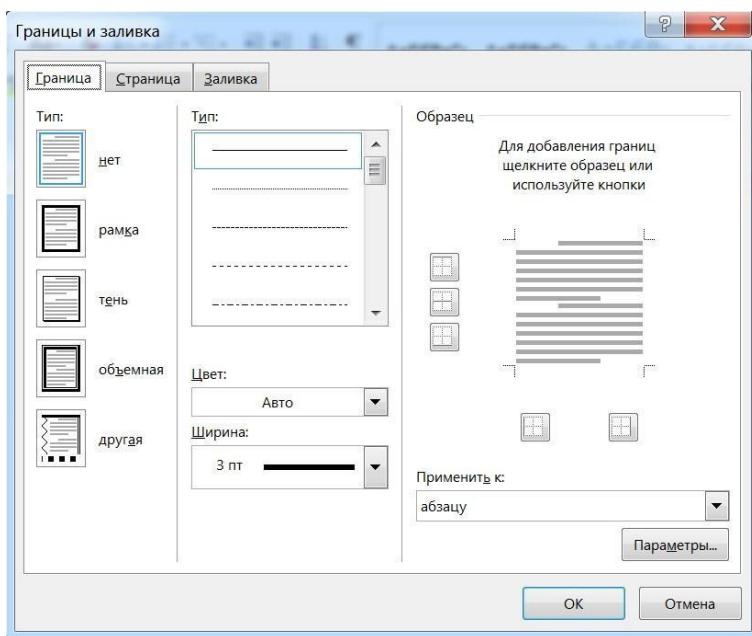 Границы и заливка
Граница
Страница
Заливка
Тип:
нет
рамка
тень
объемная
другая
Тип:
Цвет:
Авто
Ширина:
3 пт
Образец
Для добавления границ
щелкните образец или
используйте кнопки
Применить к:
абзацу
Параметры...
ОК
Отмена